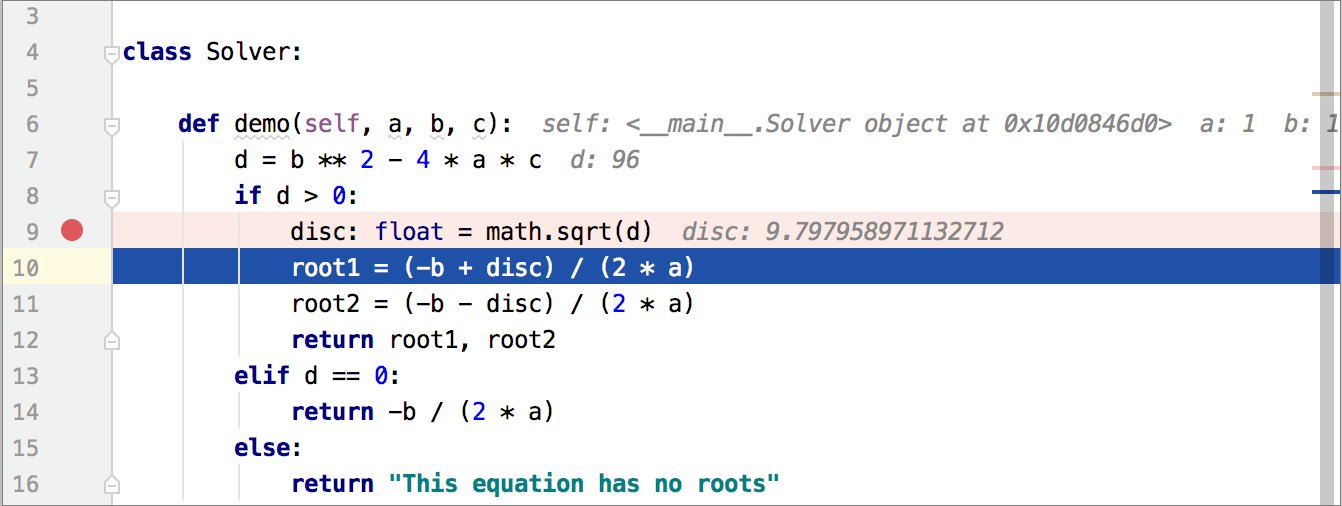 3
4 class Solver:
5
6 def demo(self, a, b, c): self: <__main__.Solver object at 0x10d0846d0> a: 1 b: 1
7 d = b ** 2 - 4 * a * c d: 96
8 if d > 0:
9 disc: float = math.sqrt(d) disc: 9.797958971132712
10 root1 = (-b + disc) / (2 * a)
11 root2 = (-b - disc) / (2 * a)
12 return root1, root2
13 elif d == 0:
14 return -b / (2 * a)
15 else:
16 return "This equation has no roots"